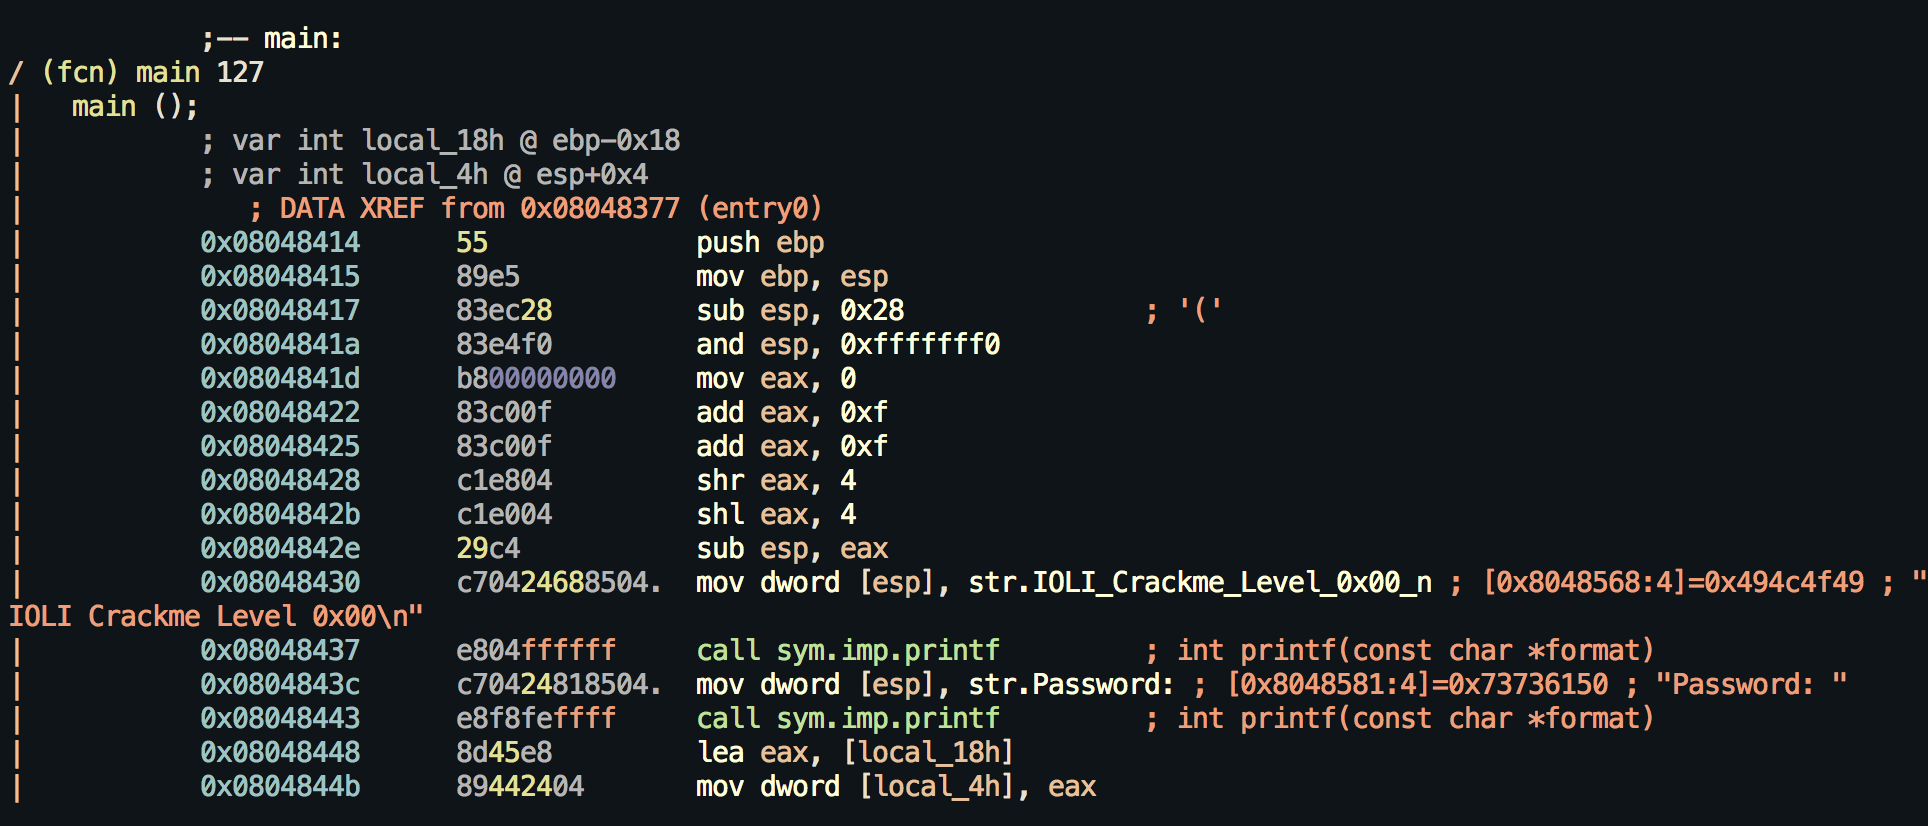 ;-- main:
/ (fcn) main 127
|   main ();
|           ; var int local_18h @ ebp-0x18
|           ; var int local_4h @ esp+0x4
|              ; DATA XREF from 0x08048377 (entry0)
|           0x08048414      55             push ebp
|           0x08048415      89e5           mov ebp, esp
|           0x08048417      83ec28         sub esp, 0x28               ; '('
|           0x0804841a      83e4f0         and esp, 0xfffffff0
|           0x0804841d      b800000000     mov eax, 0
|           0x08048422      83c00f         add eax, 0xf
|           0x08048425      83c00f         add eax, 0xf
|           0x08048428      c1e804         shr eax, 4
|           0x0804842b      c1e004         shl eax, 4
|           0x0804842e      29c4           sub esp, eax
|           0x08048430      c70424688504.  mov dword [esp], str.IOLI_Crackme_Level_0x00_n ; [0x8048568:4]=0x494c4f49 ; "
IOLI Crackme Level 0x00\n"
|           0x08048437      e804ffffff     call sym.imp.printf         ; int printf(const char *format)
|           0x0804843c      c70424818504.  mov dword [esp], str.Password: ; [0x8048581:4]=0x73736150 ; "Password: "
|           0x08048443      e8f8feffff     call sym.imp.printf         ; int printf(const char *format)
|           0x08048448      8d45e8         lea eax, [local_18h]
|           0x0804844b      89442404       mov dword [local_4h], eax